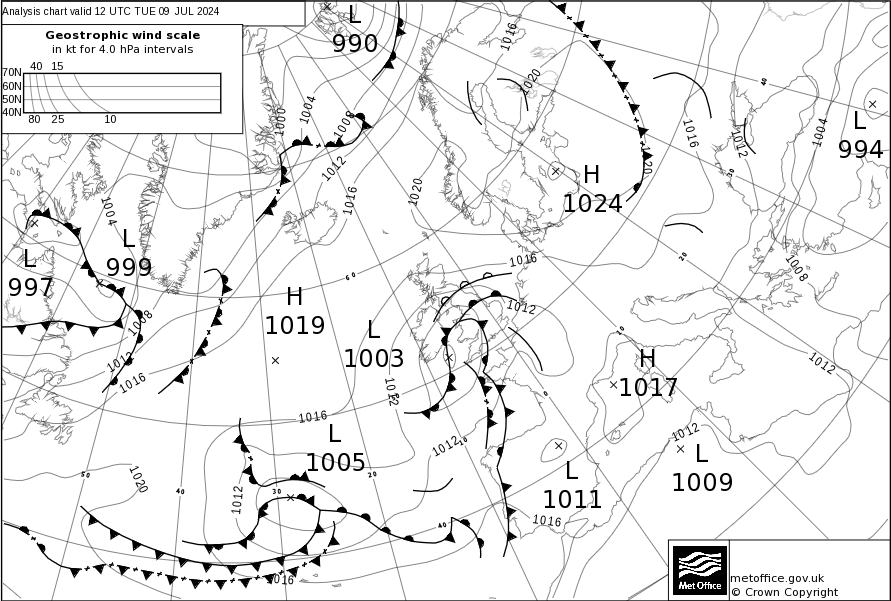 Analysis chart valid 12 UTC TUE 09 JUL 2024
Geostrophic wind scale
in kt for 4.0 hPa intervals
40 15
70N
60N
50N
40N
80 25 10
L
990
L
994
H
1024
L
999
L
997
H
1019
L
1003
H
1017
L
1005
L
1011
L
1009
1016
1020
1000
1004
1008
1012
1016
1020
1016
1012
1004
1020
1004
1008
1012
1016
1016
1012
1008
1012
1016
1012
1012
1012
1020
1012
1016
1016
40
30
20
10
0
60
50
40
30
20
10
40
Met Office
metoffice.gov.uk
© Crown Copyright